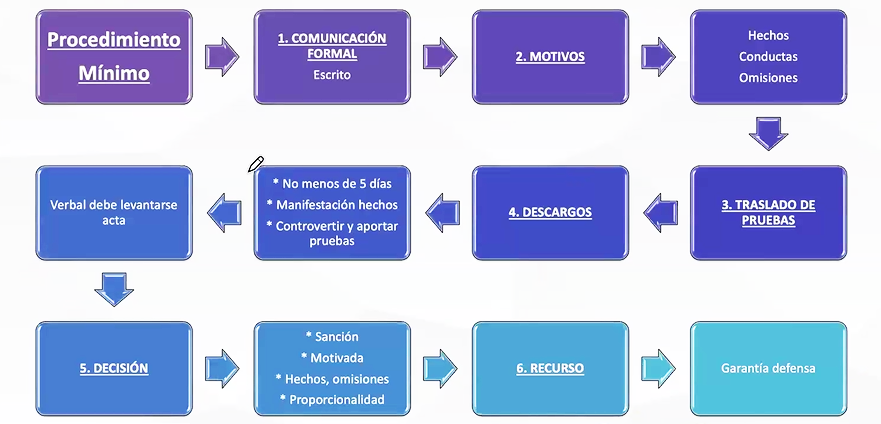 Procedimiento
Mínimo
1. COMUNICACIÓN
FORMAL
Escrito
2. MOTIVOS
Hechos
Conductas
Omisiones
3. TRASLADO DE
PRUEBAS
4. DESCARGOS
* No menos de 5 días
* Manifestación hechos
* Controvertir y aportar
pruebas
Verbal debe levantarse
acta
5. DECISIÓN
* Sanción
* Motivada
* Hechos, omisiones
* Proporcionalidad
6. RECURSO
Garantía defensa